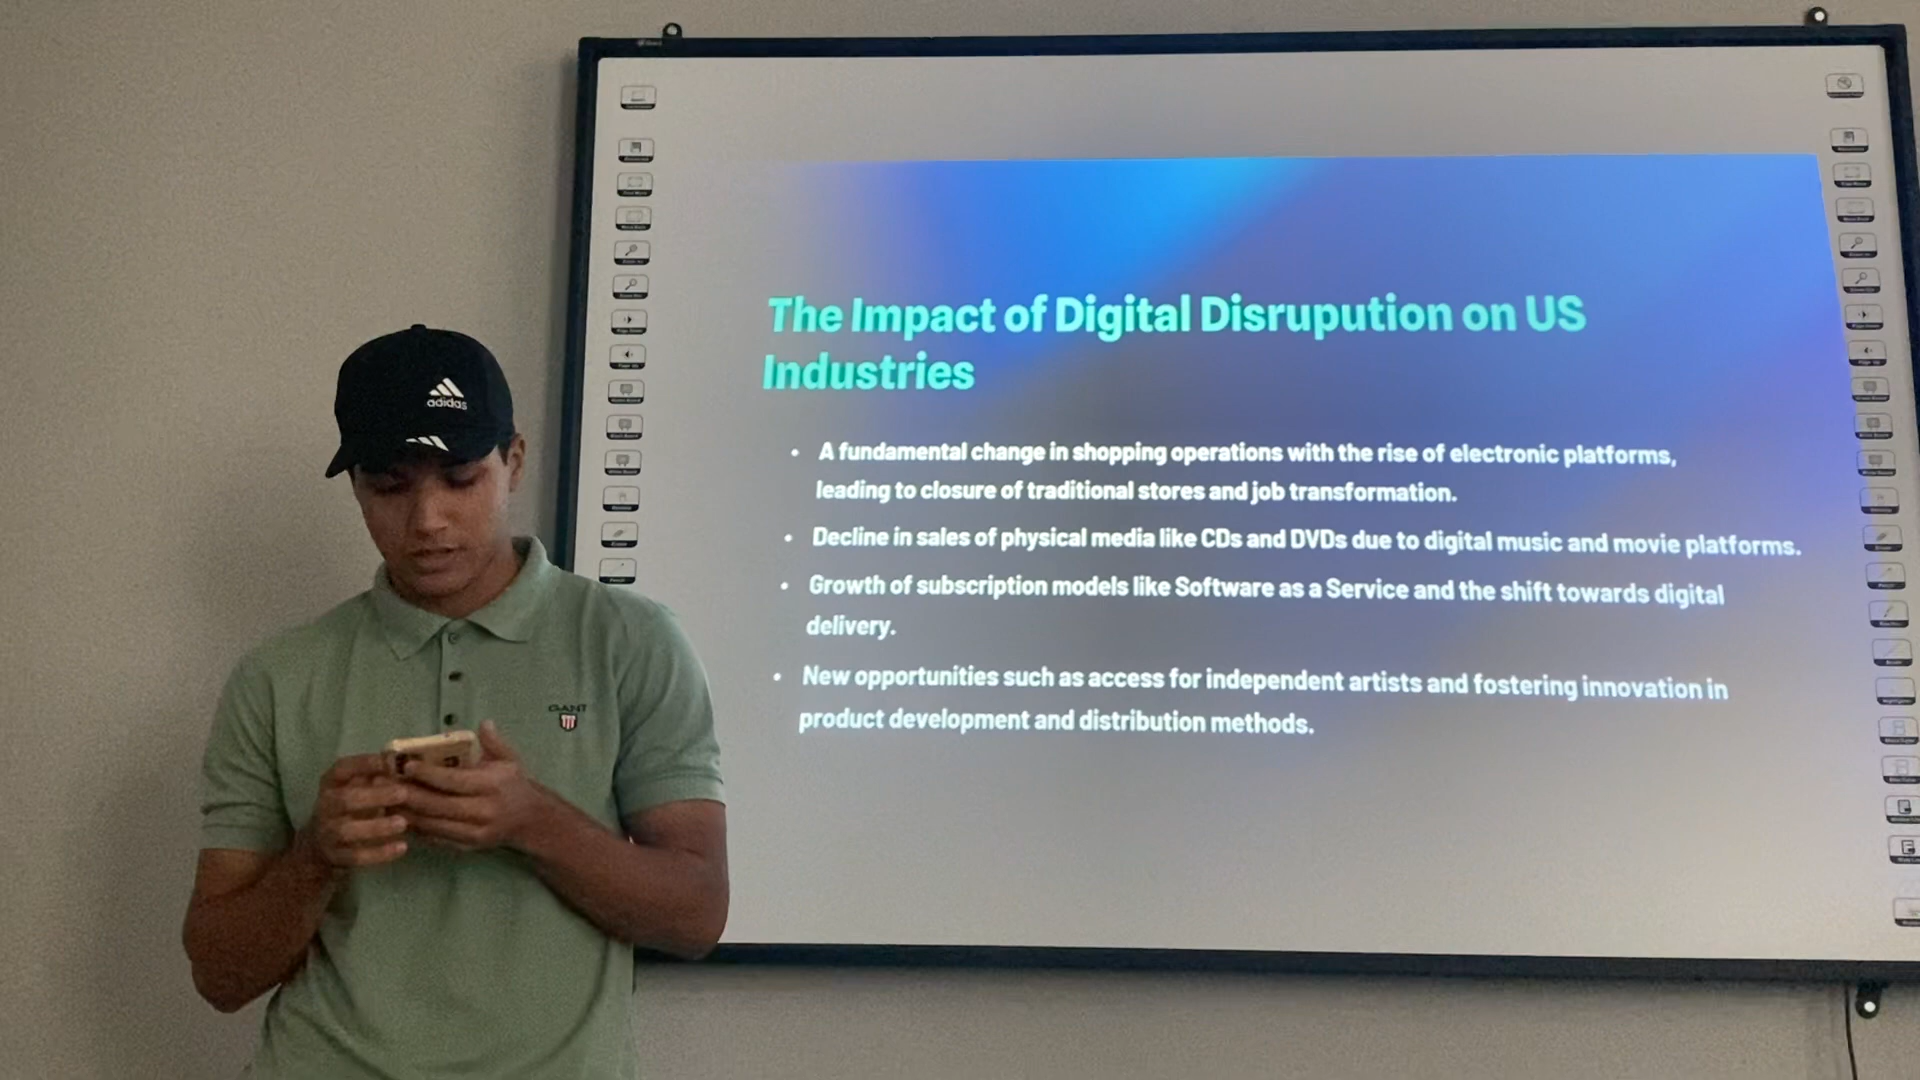 The Impact of Digital Disrupution on US
Industries
• A fundamental change in shopping operations with the rise of electronic platforms,
leading to closure of traditional stores and job transformation.
• Decline in sales of physical media like CDs and DVDs due to digital music and movie platforms.
• Growth of subscription models like Software as a Service and the shift towards digital
delivery.
• New opportunities such as access for independent artists and fostering innovation in
product development and distribution methods.
adidas
GANT